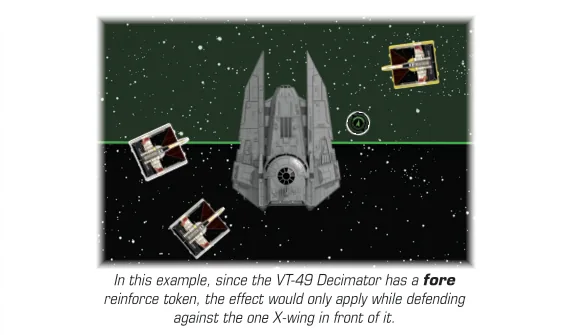 In this example, since the VT-49 Decimator has a fore
reinforce token, the effect would only apply while defending
against the one X-wing in front of it.